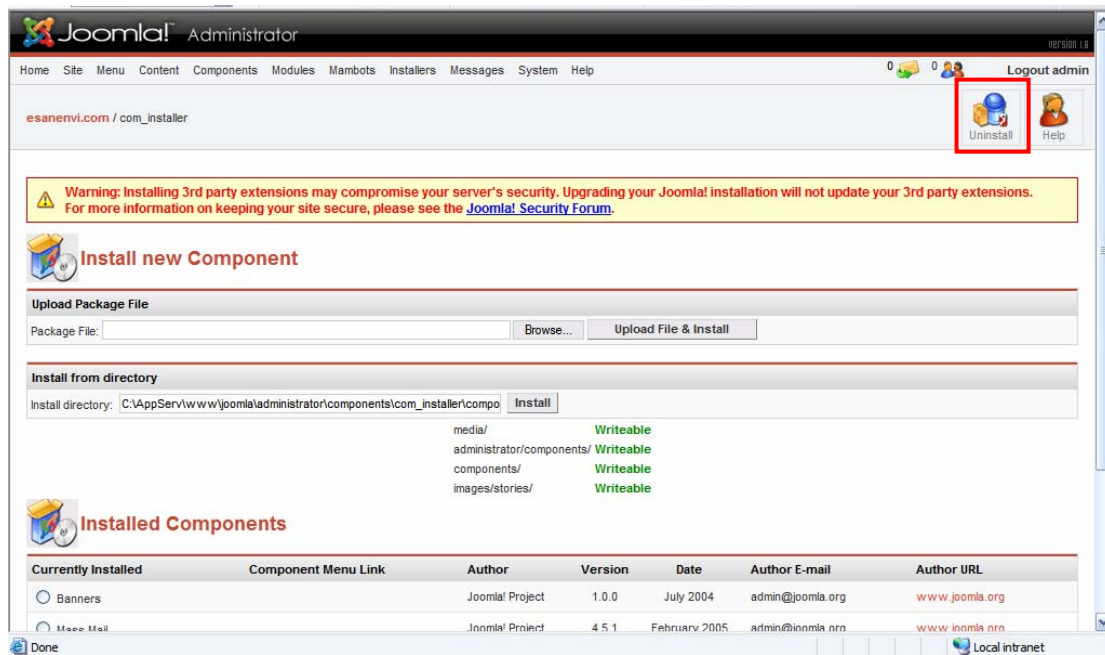 Joomla!™ Administrator
version 1.8
Home Site Menu Content Components Modules Mambots Installers Messages System Help 0 0 Logout admin
esanenvi.com / com_installer
Uninstall Help
Warning: Installing 3rd party extensions may compromise your server's security. Upgrading your Joomla! installation will not update your 3rd party extensions.
For more information on keeping your site secure, please see the Joomla! Security Forum.
Install new Component
Upload Package File
Package File: Browse... Upload File & Install
Install from directory
Install directory: C:\AppServ\www\joomla\administrator\components\com_installer\compo Install
media/ Writeable
administrator/components/ Writeable
components/ Writeable
images/stories/ Writeable
Installed Components
Currently Installed Component Menu Link Author Version Date Author E-mail Author URL
Banners Joomla! Project 1.0.0 July 2004 admin@joomla.org www.joomla.org
Mass Mail Joomla! Project 4.5.1 February 2005 admin@joomla.org www.joomla.org
Done Local intranet